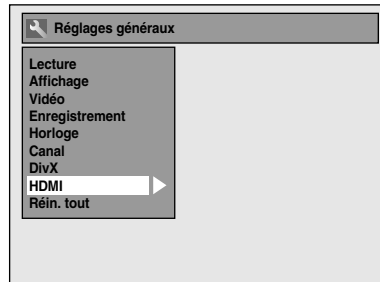 Réglages généraux
Lecture
Affichage
Vidéo
Enregistrement
Horloge
Canal
DivX
HDMI
Réin. tout